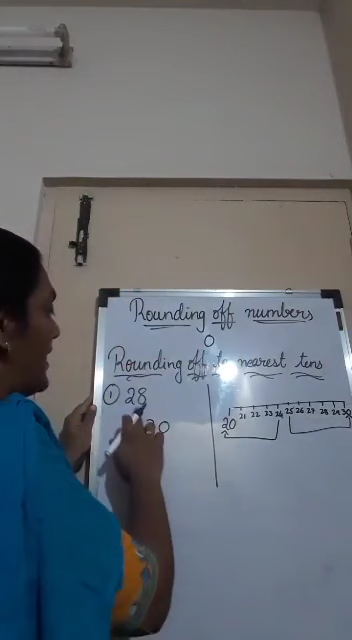 Rounding off numbers
Rounding off to nearest tens
① 28
20
20 21 22 23 24 25 26 27 28 29 30